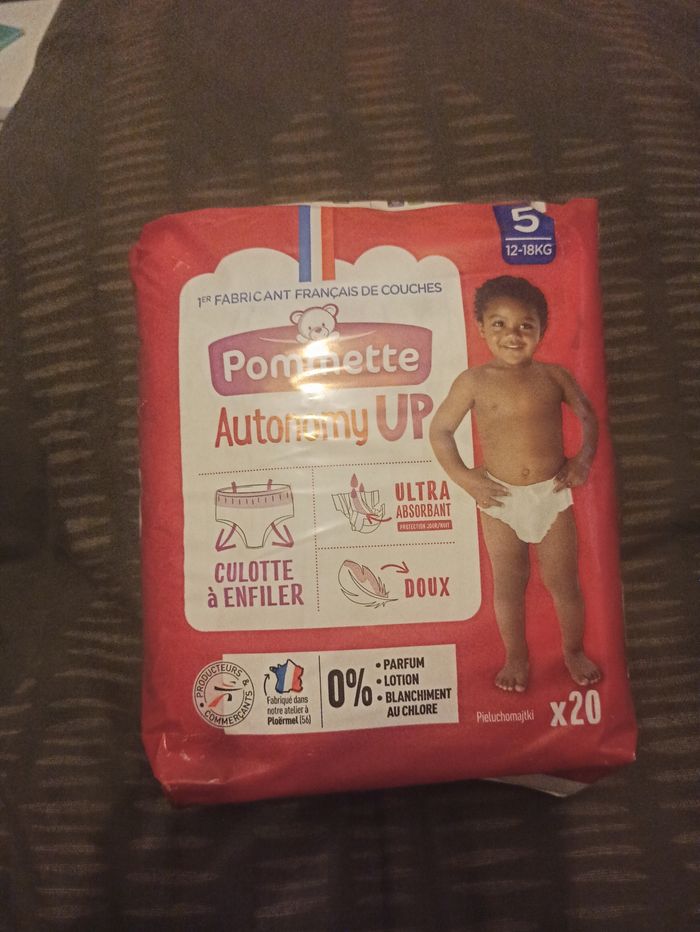 5
12-18KG
1ER FABRICANT FRANÇAIS DE COUCHES
Pommette
Autonomy UP
CULOTTE
à ENFILER
ULTRA
ABSORBANT
PROTECTION JOUR/NUIT
DOUX
PRODUCTEURS & COMMERÇANTS
Fabriqué dans
notre atelier à
Ploërmel (56)
0%
• PARFUM
• LOTION
• BLANCHIMENT
AU CHLORE
Pieluchomajtki
x20